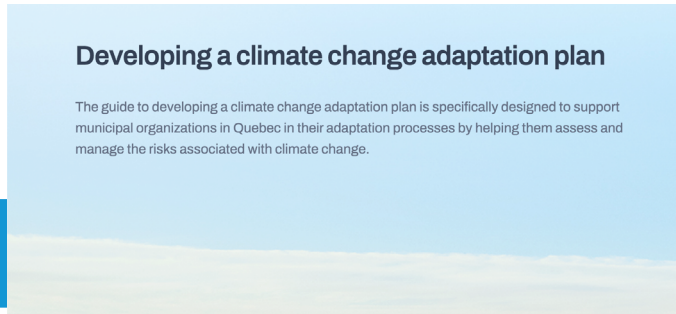 Developing a climate change adaptation plan
The guide to developing a climate change adaptation plan is specifically designed to support
municipal organizations in Quebec in their adaptation processes by helping them assess and
manage the risks associated with climate change.